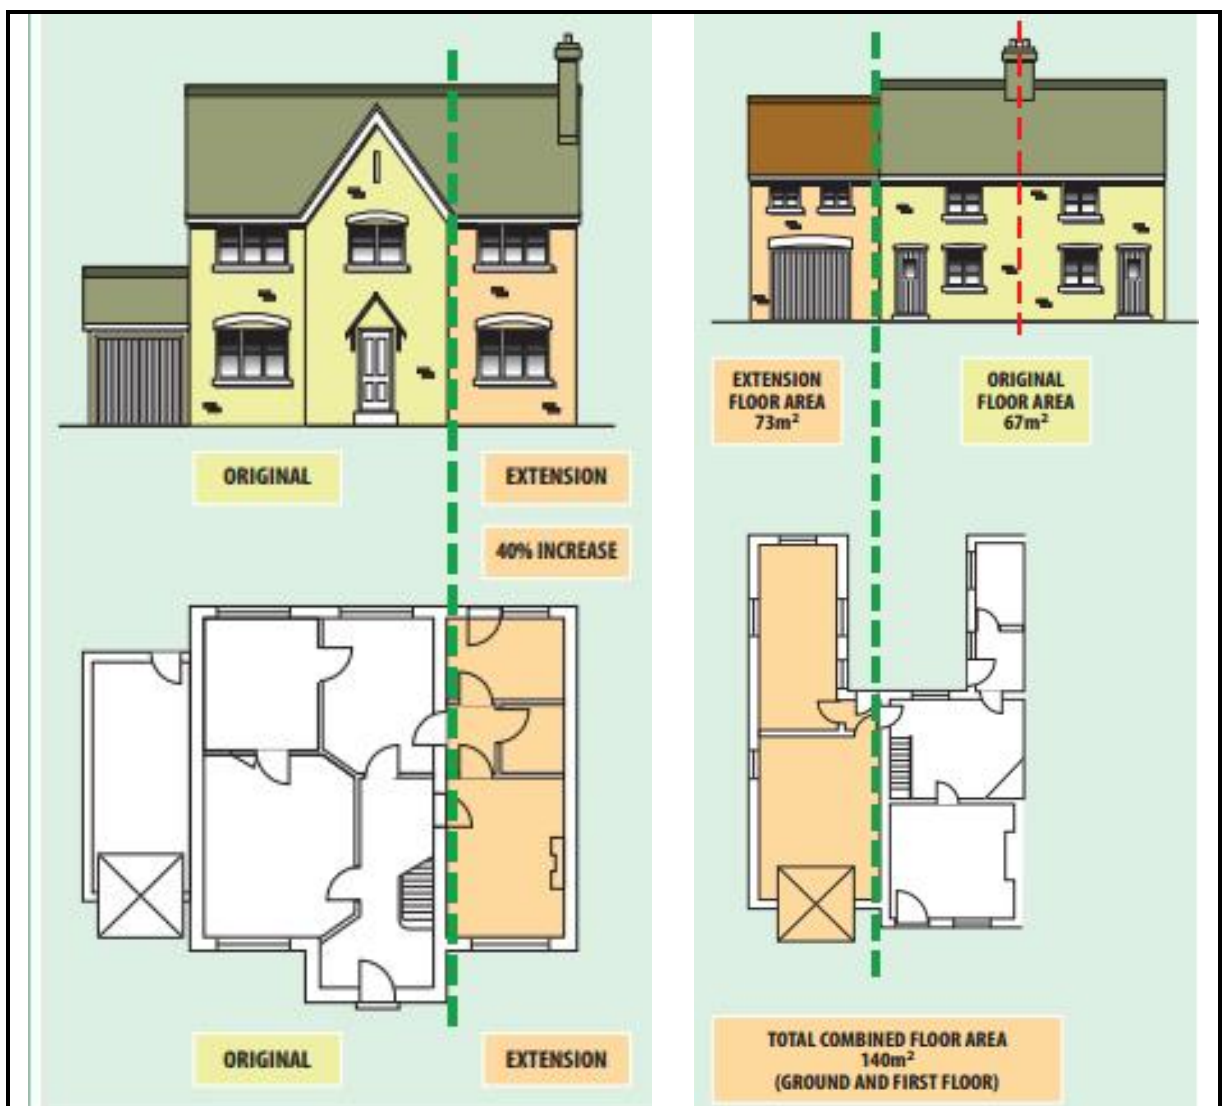 ORIGINAL
EXTENSION
40% INCREASE
ORIGINAL
EXTENSION
EXTENSION
FLOOR AREA
73m²
ORIGINAL
FLOOR AREA
67m²
TOTAL COMBINED FLOOR AREA
140m²
(GROUND AND FIRST FLOOR)